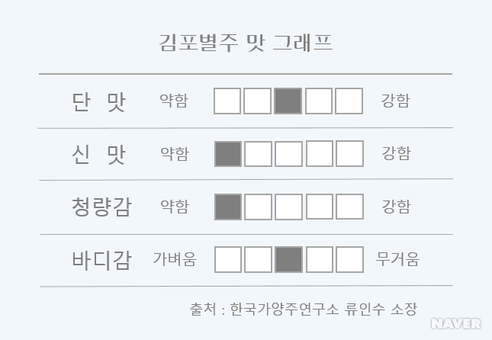 김포별주 맛 그래프
단 맛 약함 강함
신 맛 약함 강함
청량감 약함 강함
바디감 가벼움 무거움
출처 : 한국가양주연구소 류인수 소장
NAVER